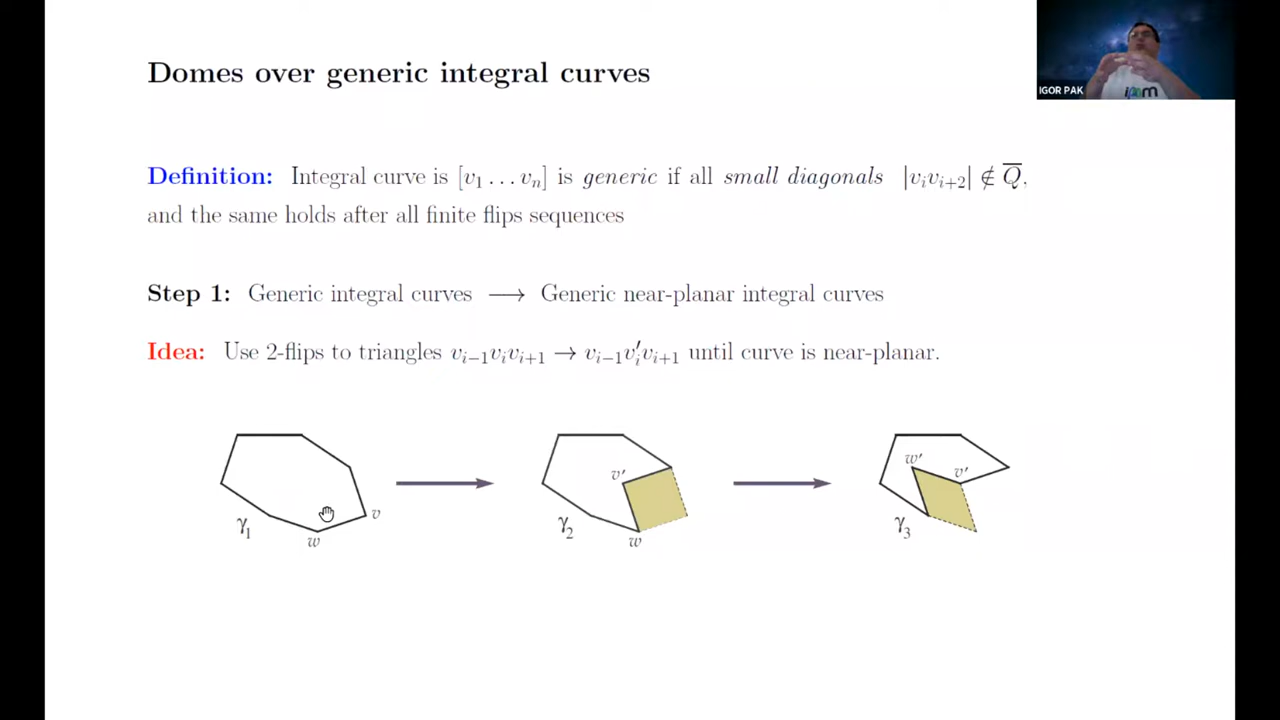 Domes over generic integral curves
IGOR PAK
ipam
Definition: Integral curve is [v₁ … vₙ] is generic if all small diagonals |vᵢvᵢ₊₂| ∉ Q̅,
and the same holds after all finite flips sequences
Step 1: Generic integral curves ⟶ Generic near-planar integral curves
Idea: Use 2-flips to triangles vᵢ₋₁vᵢvᵢ₊₁ → vᵢ₋₁v′ᵢvᵢ₊₁ until curve is near-planar.
γ₁ w v
γ₂ w v′
γ₃ w′ v′